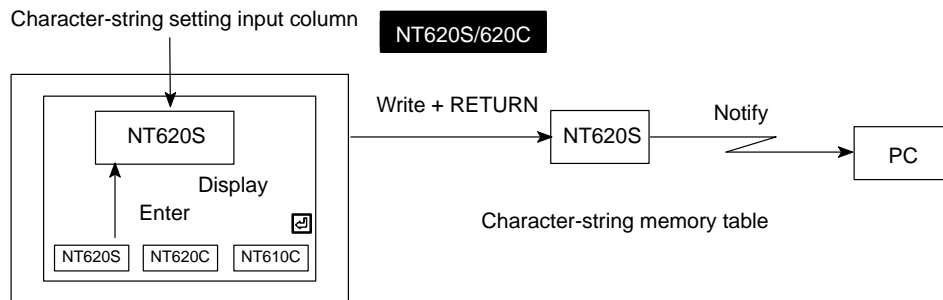 Character-string setting input column
NT620S/620C
Write + RETURN
Notify
NT620S
NT620S
PC
Display
Enter
Character-string memory table
NT620S
NT620C
NT610C